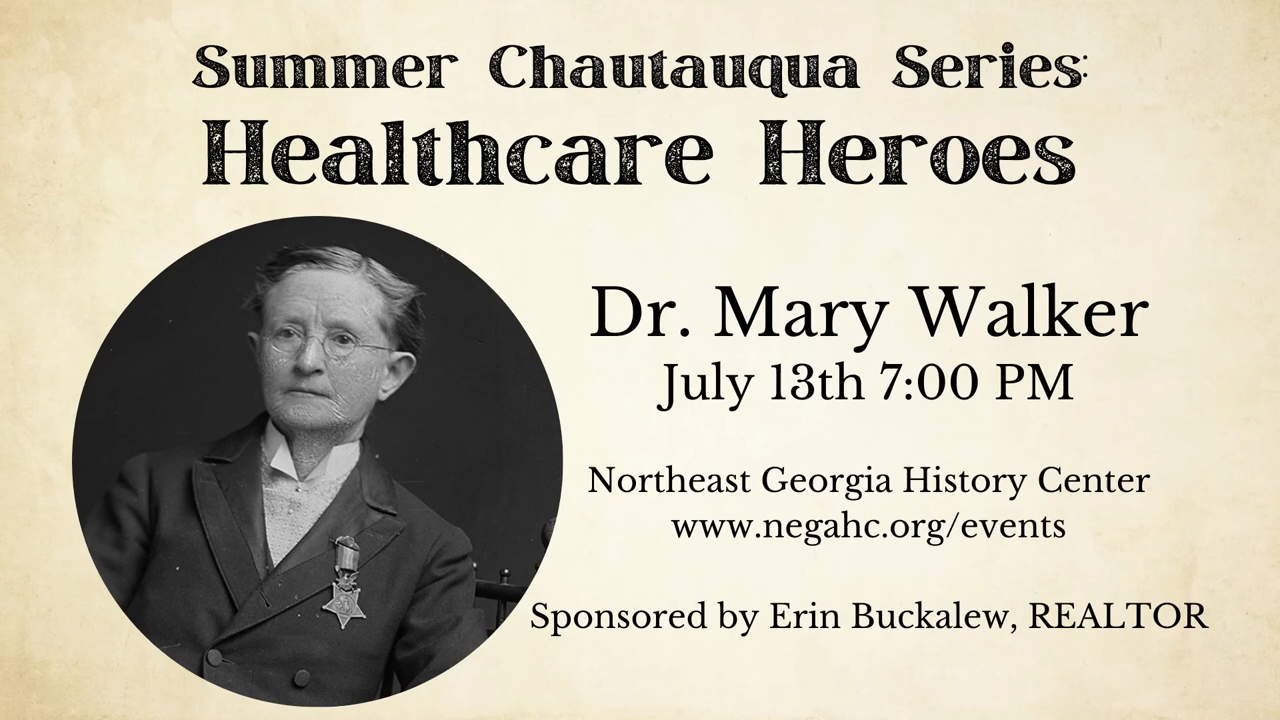 Summer Chautauqua Series:
Healthcare Heroes
Dr. Mary Walker
July 13th 7:00 PM
Northeast Georgia History Center
www.negahc.org/events
Sponsored by Erin Buckalew, REALTOR